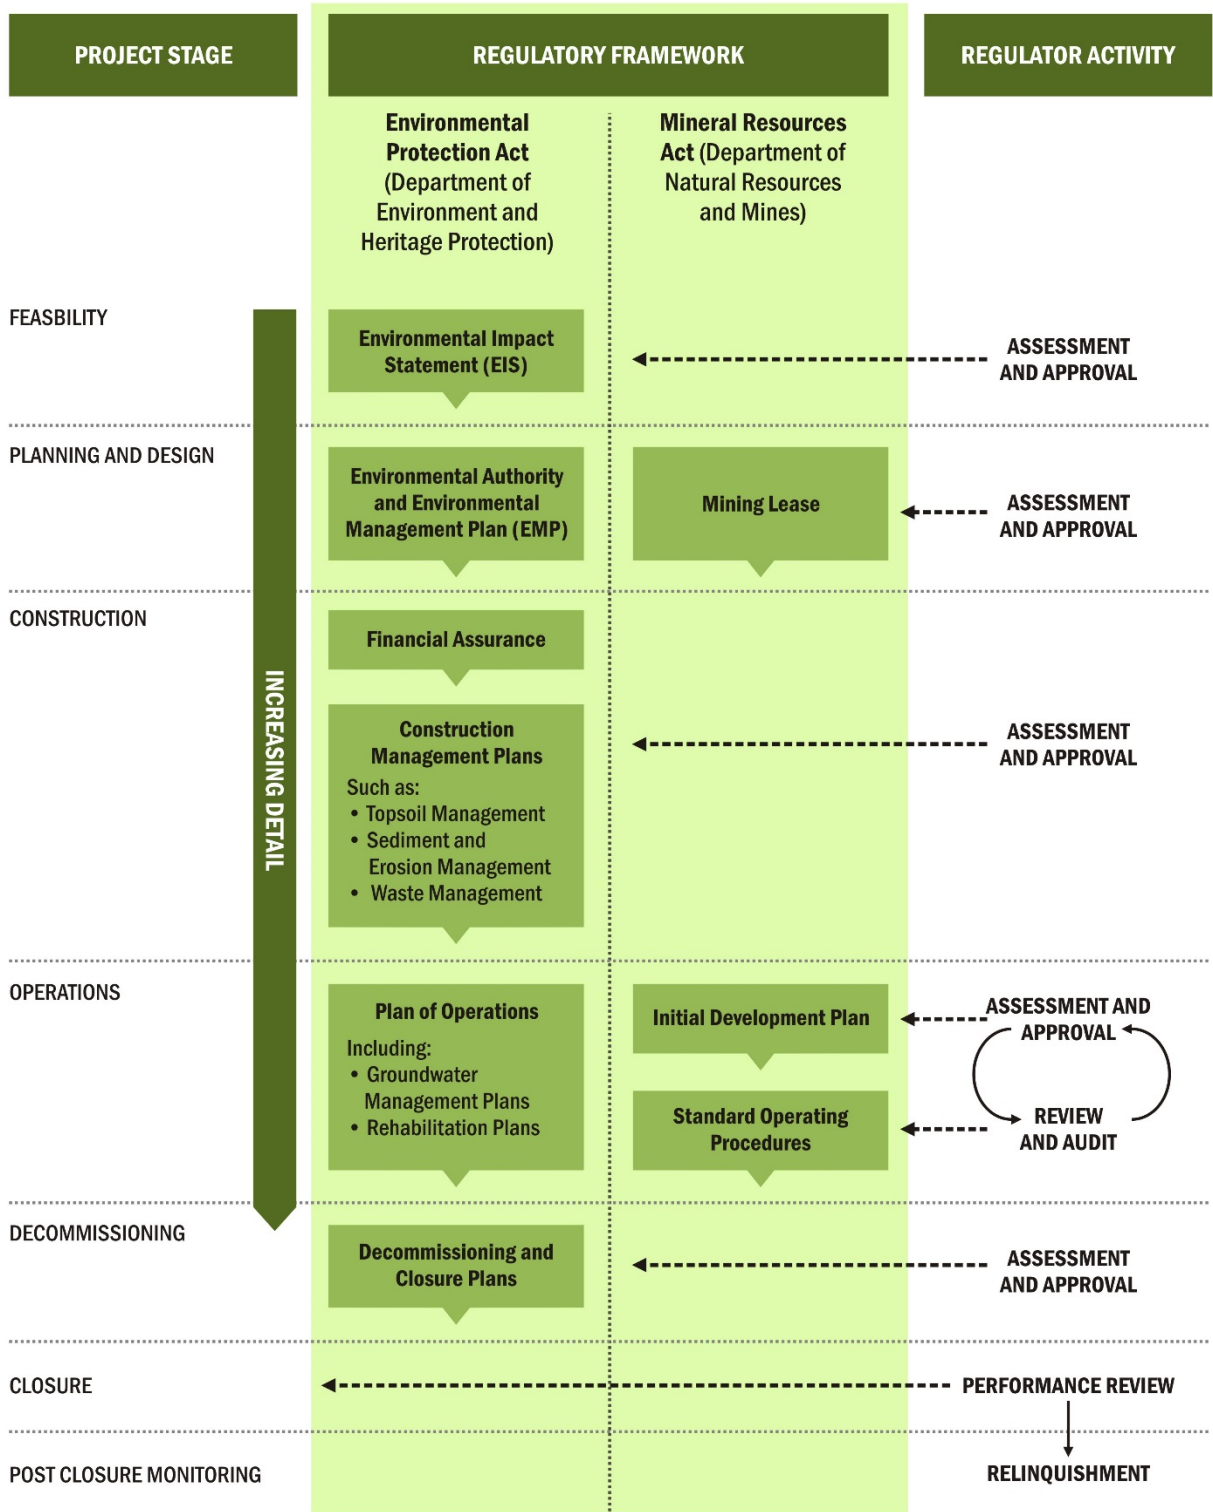 PROJECT STAGE
REGULATORY FRAMEWORK
REGULATOR ACTIVITY
Environmental
Protection Act
(Department of
Environment and
Heritage Protection)
Mineral Resources
Act (Department of
Natural Resources
and Mines)
INCREASING DETAIL
FEASBILITY
Environmental Impact
Statement (EIS)
ASSESSMENT
AND APPROVAL
PLANNING AND DESIGN
Environmental Authority
and Environmental
Management Plan (EMP)
Mining Lease
ASSESSMENT
AND APPROVAL
CONSTRUCTION
Financial Assurance
Construction
Management Plans
Such as:
• Topsoil Management
• Sediment and
Erosion Management
• Waste Management
ASSESSMENT
AND APPROVAL
OPERATIONS
Plan of Operations
Including:
• Groundwater
Management Plans
• Rehabilitation Plans
Initial Development Plan
Standard Operating
Procedures
ASSESSMENT AND
APPROVAL
REVIEW
AND AUDIT
DECOMMISSIONING
Decommissioning and
Closure Plans
ASSESSMENT
AND APPROVAL
CLOSURE
PERFORMANCE REVIEW
POST CLOSURE MONITORING
RELINQUISHMENT